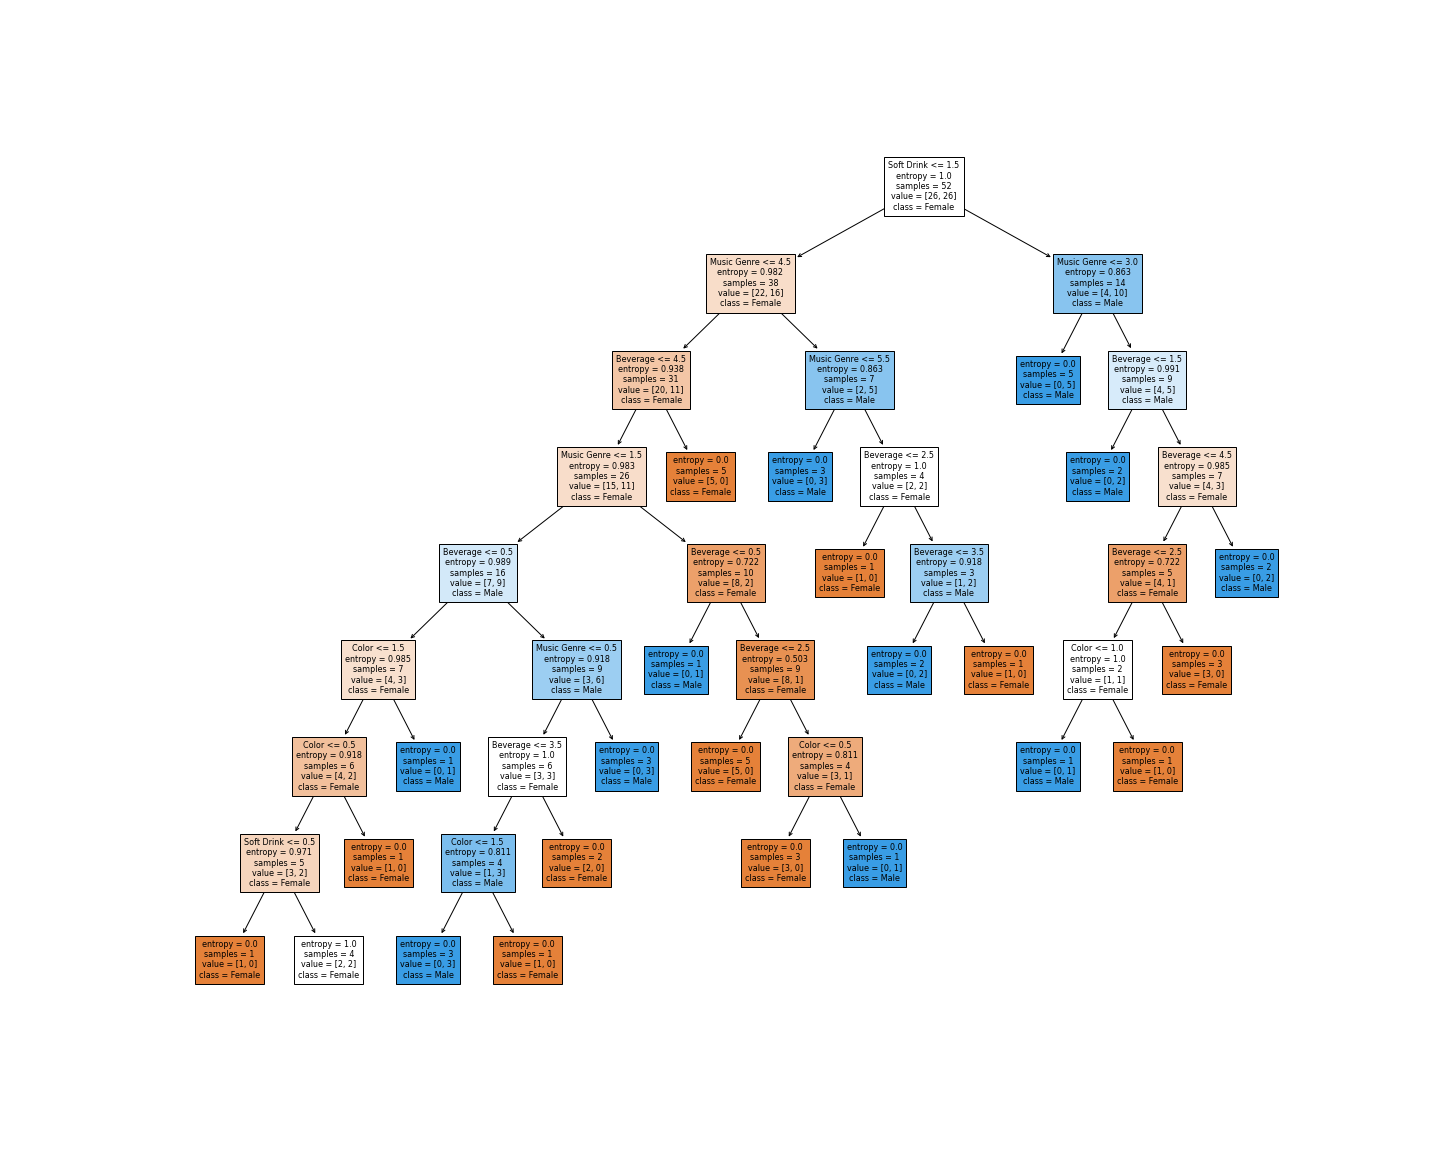 Soft Drink <= 1.5
entropy = 1.0
samples = 52
value = [26, 26]
class = Female
Music Genre <= 4.5
entropy = 0.982
samples = 38
value = [22, 16]
class = Female
Music Genre <= 3.0
entropy = 0.863
samples = 14
value = [4, 10]
class = Male
Beverage <= 4.5
entropy = 0.938
samples = 31
value = [20, 11]
class = Female
Music Genre <= 5.5
entropy = 0.863
samples = 7
value = [2, 5]
class = Male
entropy = 0.0
samples = 5
value = [0, 5]
class = Male
Beverage <= 1.5
entropy = 0.991
samples = 9
value = [4, 5]
class = Male
Music Genre <= 1.5
entropy = 0.983
samples = 26
value = [15, 11]
class = Female
entropy = 0.0
samples = 5
value = [5, 0]
class = Female
entropy = 0.0
samples = 3
value = [0, 3]
class = Male
Beverage <= 2.5
entropy = 1.0
samples = 4
value = [2, 2]
class = Female
entropy = 0.0
samples = 2
value = [0, 2]
class = Male
Beverage <= 4.5
entropy = 0.985
samples = 7
value = [4, 3]
class = Female
Beverage <= 0.5
entropy = 0.989
samples = 16
value = [7, 9]
class = Male
Beverage <= 0.5
entropy = 0.722
samples = 10
value = [8, 2]
class = Female
entropy = 0.0
samples = 1
value = [1, 0]
class = Female
Beverage <= 3.5
entropy = 0.918
samples = 3
value = [1, 2]
class = Male
Beverage <= 2.5
entropy = 0.722
samples = 5
value = [4, 1]
class = Female
entropy = 0.0
samples = 2
value = [0, 2]
class = Male
Color <= 1.5
entropy = 0.985
samples = 7
value = [4, 3]
class = Female
Music Genre <= 0.5
entropy = 0.918
samples = 9
value = [3, 6]
class = Male
entropy = 0.0
samples = 1
value = [0, 1]
class = Male
Beverage <= 2.5
entropy = 0.503
samples = 9
value = [8, 1]
class = Female
entropy = 0.0
samples = 2
value = [0, 2]
class = Male
entropy = 0.0
samples = 1
value = [1, 0]
class = Female
Color <= 1.0
entropy = 1.0
samples = 2
value = [1, 1]
class = Female
entropy = 0.0
samples = 3
value = [3, 0]
class = Female
Color <= 0.5
entropy = 0.918
samples = 6
value = [4, 2]
class = Female
entropy = 0.0
samples = 1
value = [0, 1]
class = Male
Beverage <= 3.5
entropy = 1.0
samples = 6
value = [3, 3]
class = Female
entropy = 0.0
samples = 3
value = [0, 3]
class = Male
entropy = 0.0
samples = 5
value = [5, 0]
class = Female
Color <= 0.5
entropy = 0.811
samples = 4
value = [3, 1]
class = Female
entropy = 0.0
samples = 1
value = [0, 1]
class = Male
entropy = 0.0
samples = 1
value = [1, 0]
class = Female
Soft Drink <= 0.5
entropy = 0.971
samples = 5
value = [3, 2]
class = Female
entropy = 0.0
samples = 1
value = [1, 0]
class = Female
Color <= 1.5
entropy = 0.811
samples = 4
value = [1, 3]
class = Male
entropy = 0.0
samples = 2
value = [2, 0]
class = Female
entropy = 0.0
samples = 3
value = [3, 0]
class = Female
entropy = 0.0
samples = 1
value = [0, 1]
class = Male
entropy = 0.0
samples = 1
value = [1, 0]
class = Female
entropy = 1.0
samples = 4
value = [2, 2]
class = Female
entropy = 0.0
samples = 3
value = [0, 3]
class = Male
entropy = 0.0
samples = 1
value = [1, 0]
class = Female